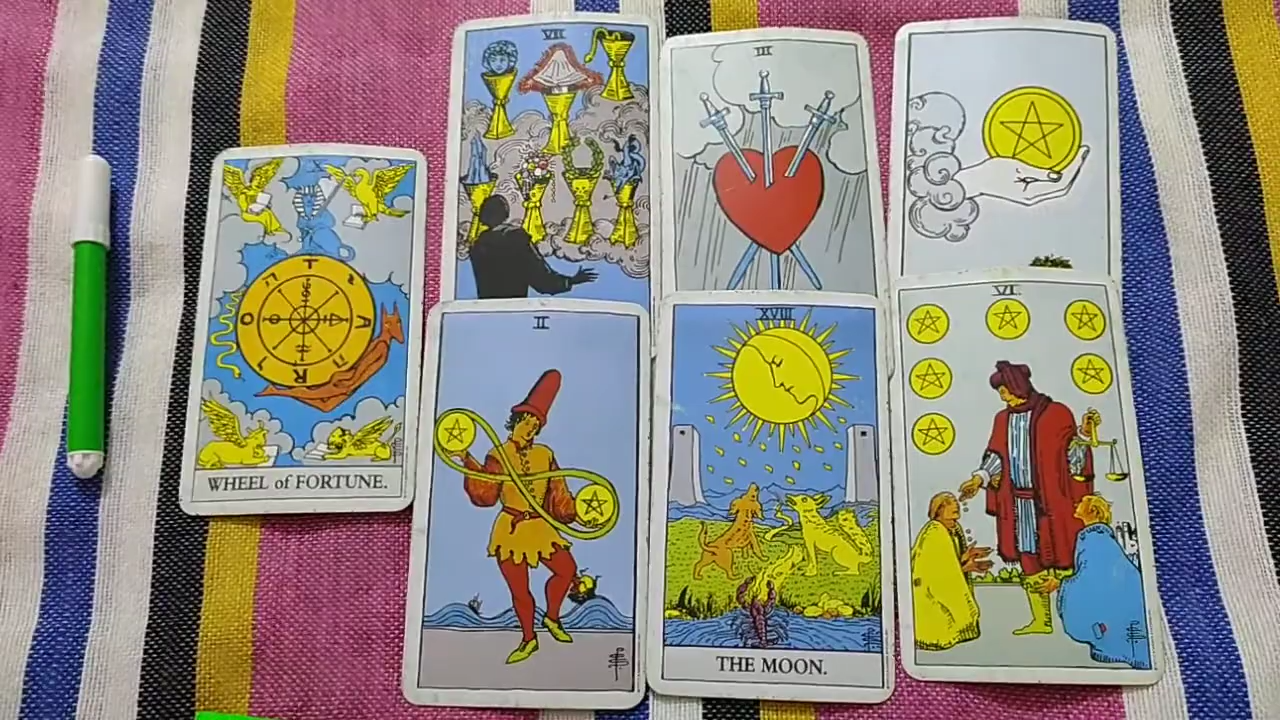 VII
III
WHEEL of FORTUNE.
T
A
R
O
II
XVIII
THE MOON.
VI